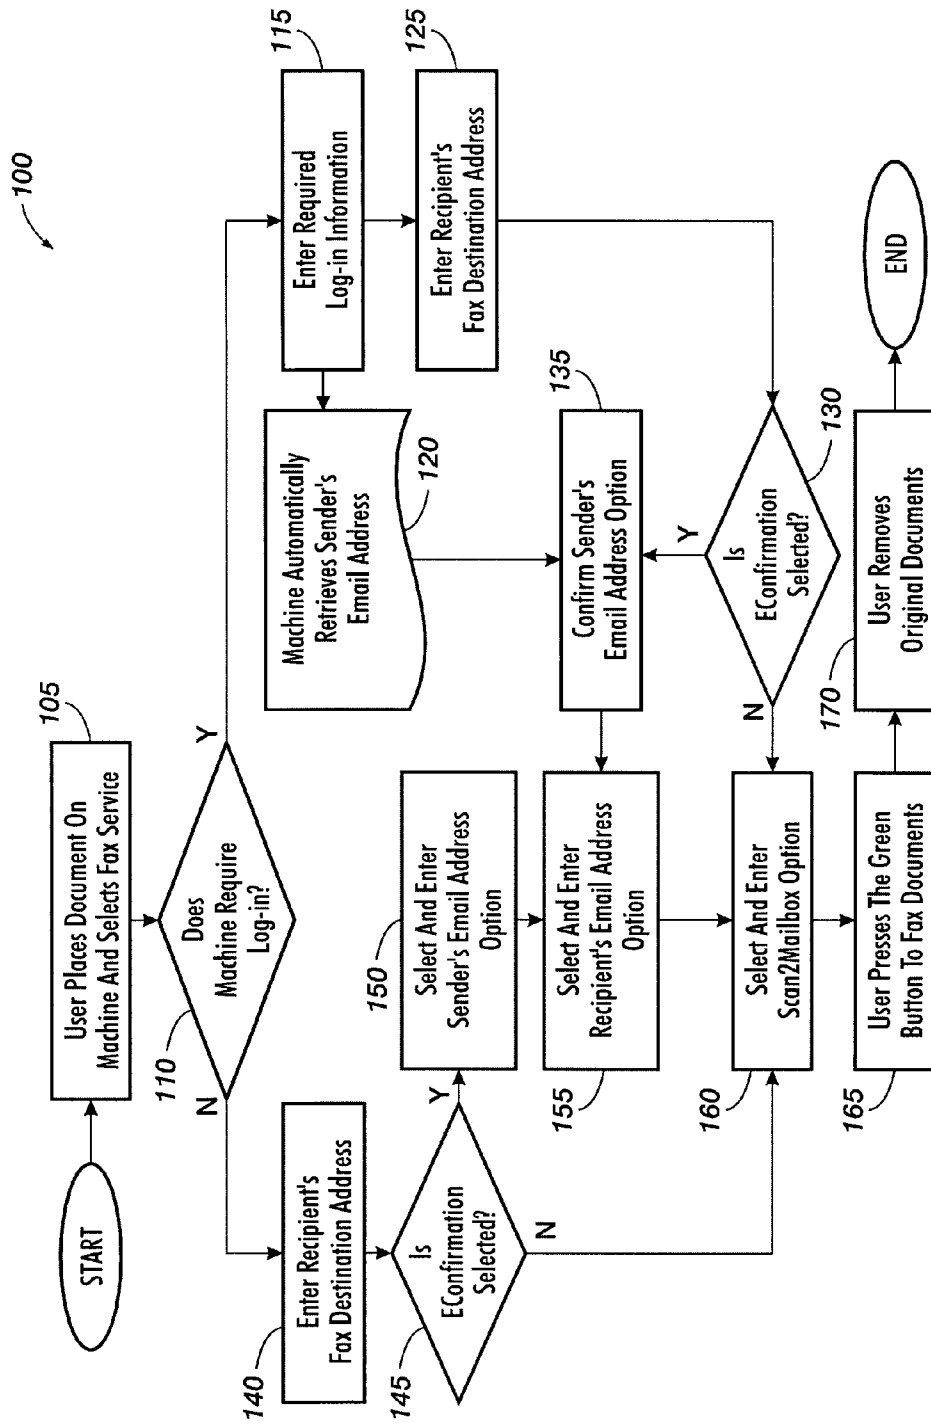 100
START
105
User Places Document On
Machine And Selects Fax Service
110
Does
Machine Require
Log-in?
Y
N
115
Enter Required
Log-in Information
120
Machine Automatically
Retrieves Sender's
Email Address
125
Enter Recipient's
Fax Destination Address
130
Is
EConfirmation
Selected?
Y
N
135
Confirm Sender's
Email Address Option
140
Enter Recipient's
Fax Destination Address
145
Is
EConfirmation
Selected?
Y
N
150
Select And Enter
Sender's Email Address
Option
155
Select And Enter
Recipient's Email Address
Option
160
Select And Enter
Scan2Mailbox Option
165
User Presses The Green
Button To Fax Documents
170
User Removes
Original Documents
END